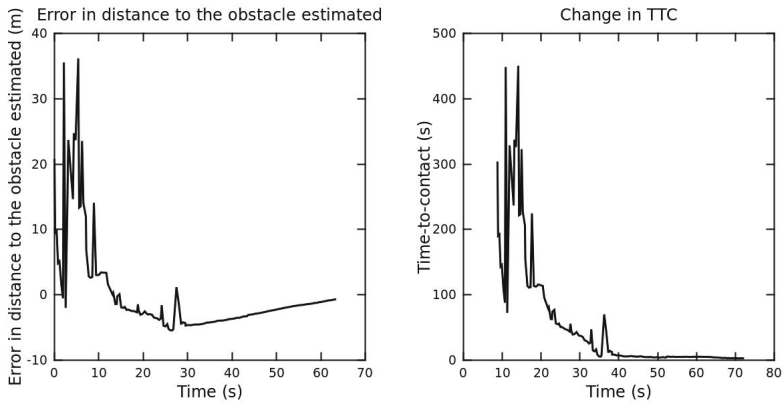 Error in distance to the obstacle estimated
Error in distance to the obstacle estimated (m)
40
30
20
10
0
-10
0 10 20 30 40 50 60 70
Time (s)
Change in TTC
Time-to-contact (s)
500
400
300
200
100
0
0 10 20 30 40 50 60 70 80
Time (s)